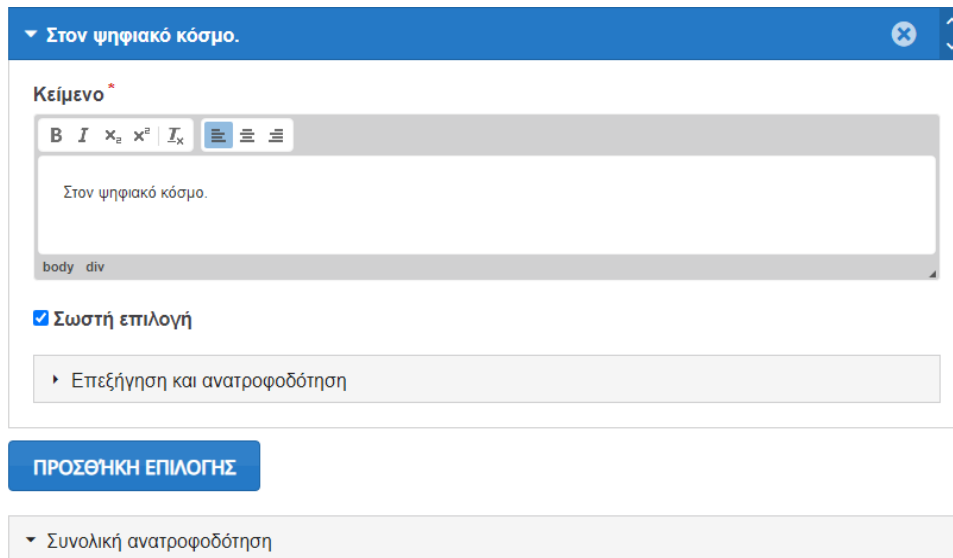 Στον ψηφιακό κόσμο.
Κείμενο*
B I x₂ x² Tx
Στον ψηφιακό κόσμο.
body div
Σωστή επιλογή
Επεξήγηση και ανατροφοδότηση
ΠΡΟΣΘΉΚΗ ΕΠΙΛΟΓΗΣ
Συνολική ανατροφοδότηση